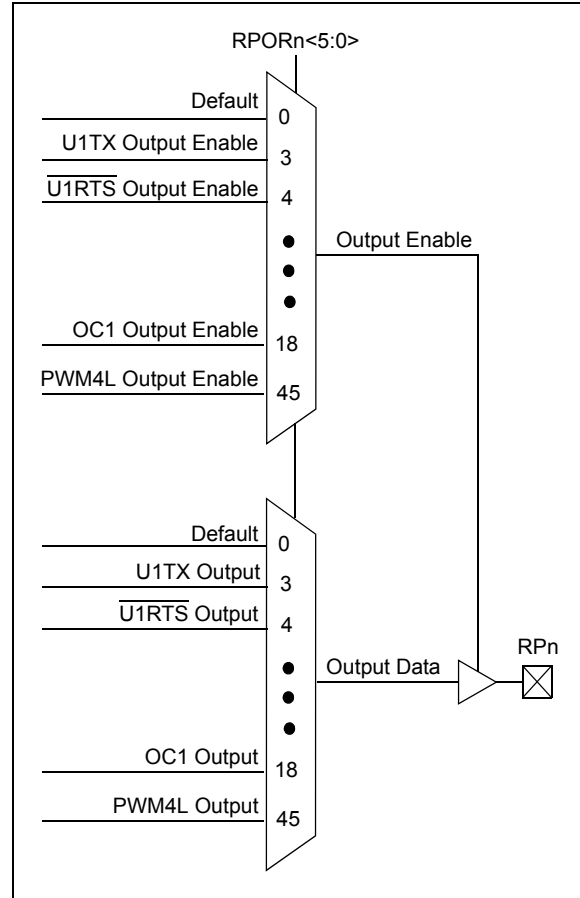 RPORn<5:0>
Default
0
U1TX Output Enable
3
U1RTS Output Enable
4
Output Enable
OC1 Output Enable
18
PWM4L Output Enable
45
Default
0
U1TX Output
3
U1RTS Output
4
RPn
Output Data
OC1 Output
18
PWM4L Output
45